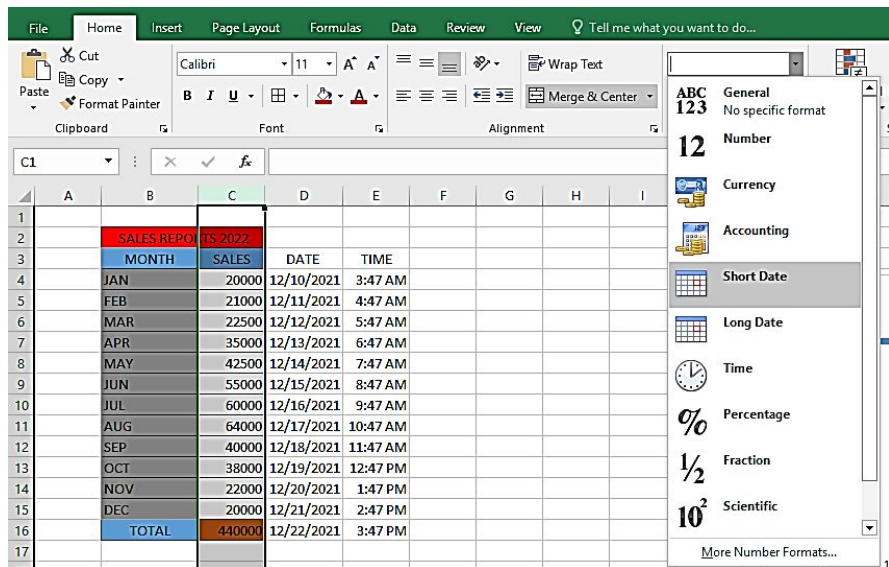 File Home Insert Page Layout Formulas Data Review View Tell me what you want to do...
Cut
Copy
Format Painter
Paste
Clipboard
Calibri 11 A A
B I U A
Font
Wrap Text
Merge & Center
Alignment
C1 fx
A B C D E F G H I
1
2 SALES REPORTS 2022
3 MONTH SALES DATE TIME
4 JAN 20000 12/10/2021 3:47 AM
5 FEB 21000 12/11/2021 4:47 AM
6 MAR 22500 12/12/2021 5:47 AM
7 APR 35000 12/13/2021 6:47 AM
8 MAY 42500 12/14/2021 7:47 AM
9 JUN 55000 12/15/2021 8:47 AM
10 JUL 60000 12/16/2021 9:47 AM
11 AUG 64000 12/17/2021 10:47 AM
12 SEP 40000 12/18/2021 11:47 AM
13 OCT 38000 12/19/2021 12:47 PM
14 NOV 22000 12/20/2021 1:47 PM
15 DEC 20000 12/21/2021 2:47 PM
16 TOTAL 440000 12/22/2021 3:47 PM
17
ABC 123 General
No specific format
12 Number
Currency
Accounting
Short Date
Long Date
Time
% Percentage
½ Fraction
10² Scientific
More Number Formats...